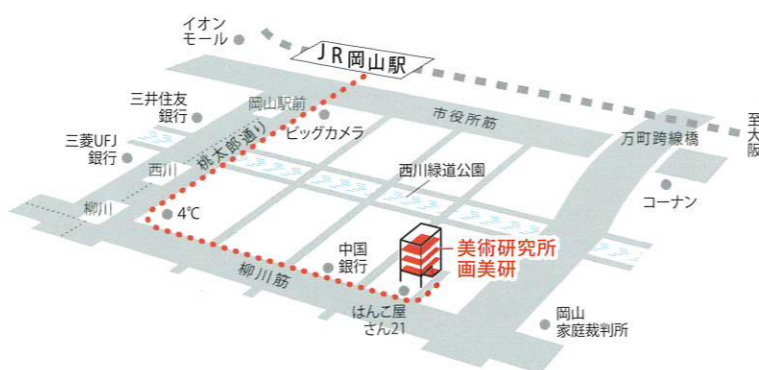 イオン
モール
JR岡山駅
三井住友
銀行
岡山駅前
ビッグカメラ
市役所筋
万町跨線橋
至
大
阪
三菱UFJ
銀行
西川
桃太郎通り
西川緑道公園
コーナン
柳川
4℃
中国
銀行
美術研究所
画美研
柳川筋
はんこ屋
さん21
岡山
家庭裁判所